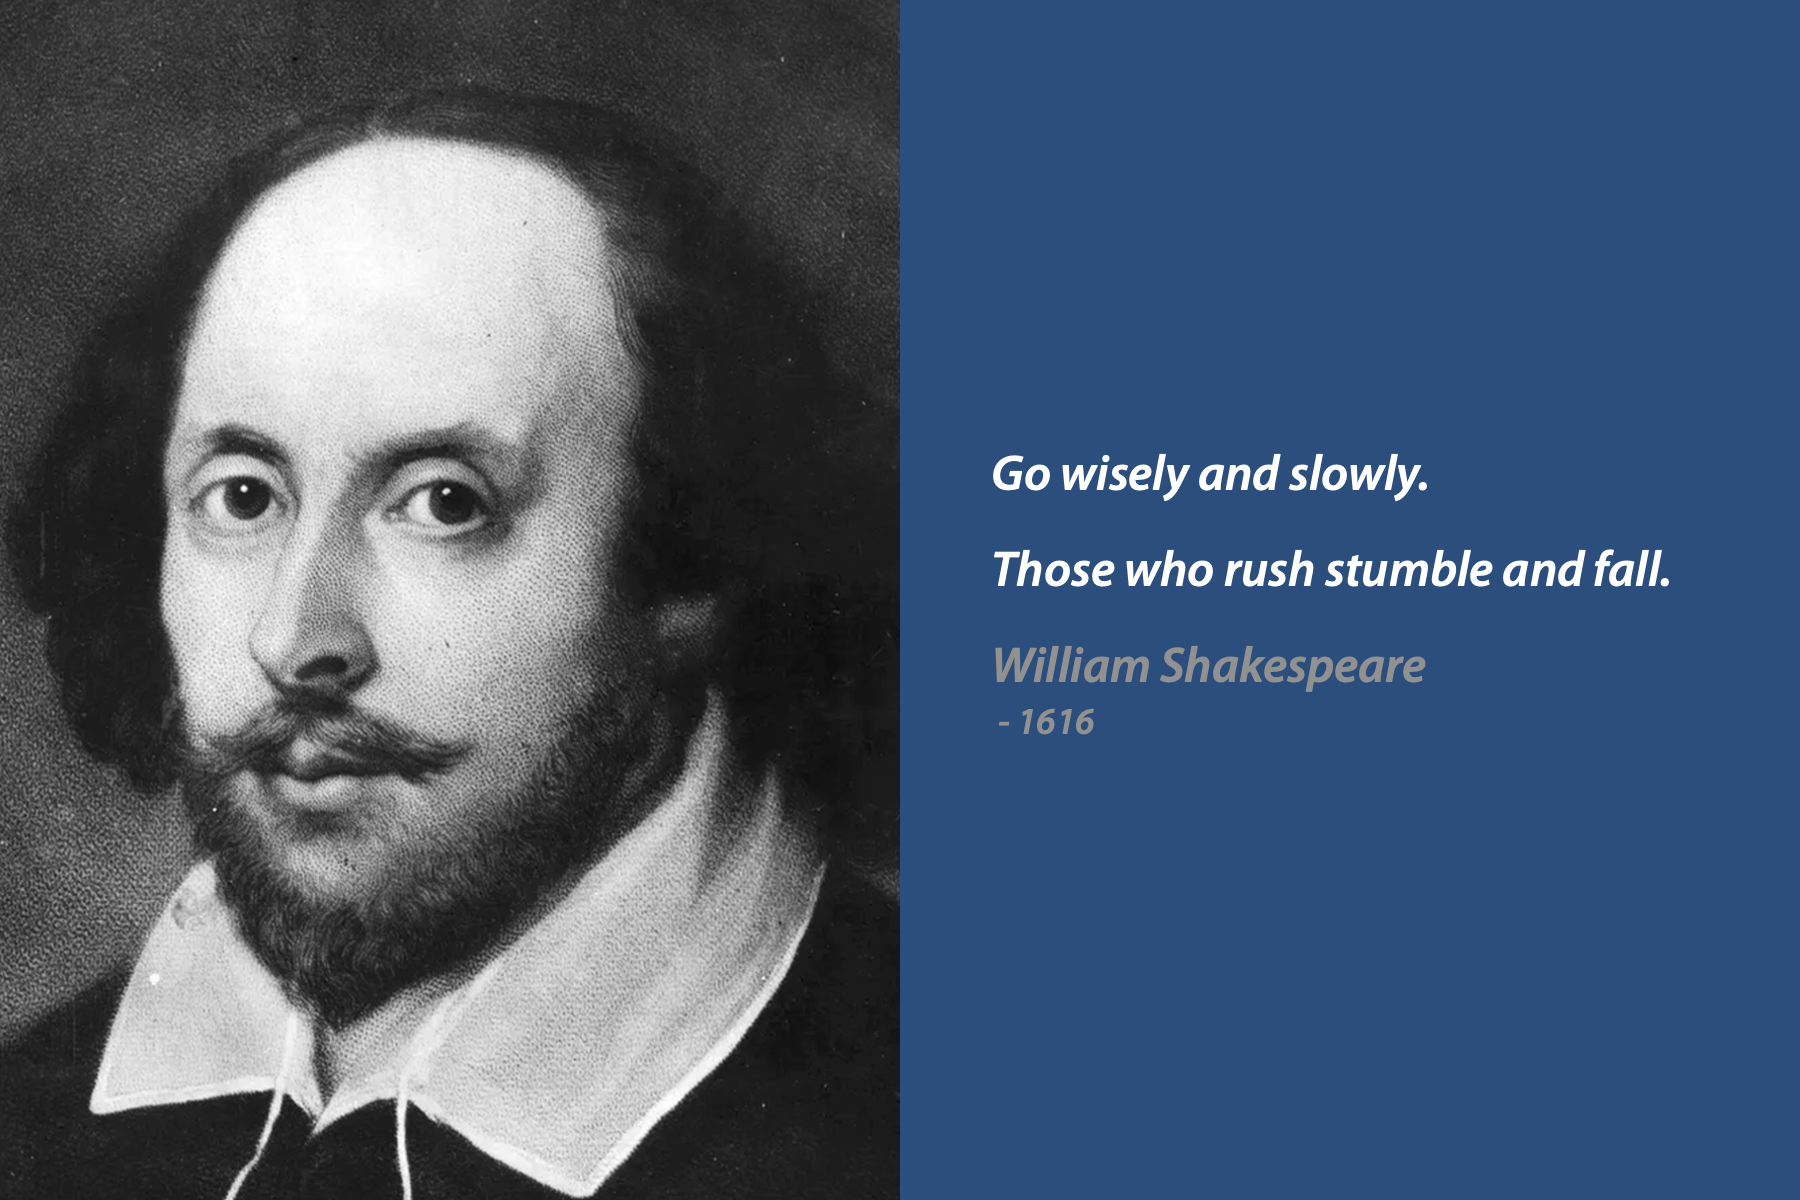 Go wisely and slowly.
Those who rush stumble and fall.
William Shakespeare
- 1616